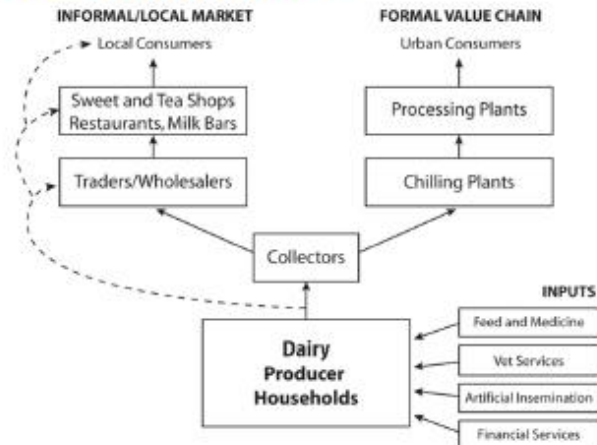 INFORMAL/LOCAL MARKET
Local Consumers
Sweet and Tea Shops
Restaurants, Milk Bars
Traders/Wholesalers
FORMAL VALUE CHAIN
Urban Consumers
Processing Plants
Chilling Plants
Collectors
Dairy
Producer
Households
INPUTS
Feed and Medicine
Vet Services
Artificial Insemination
Financial Services